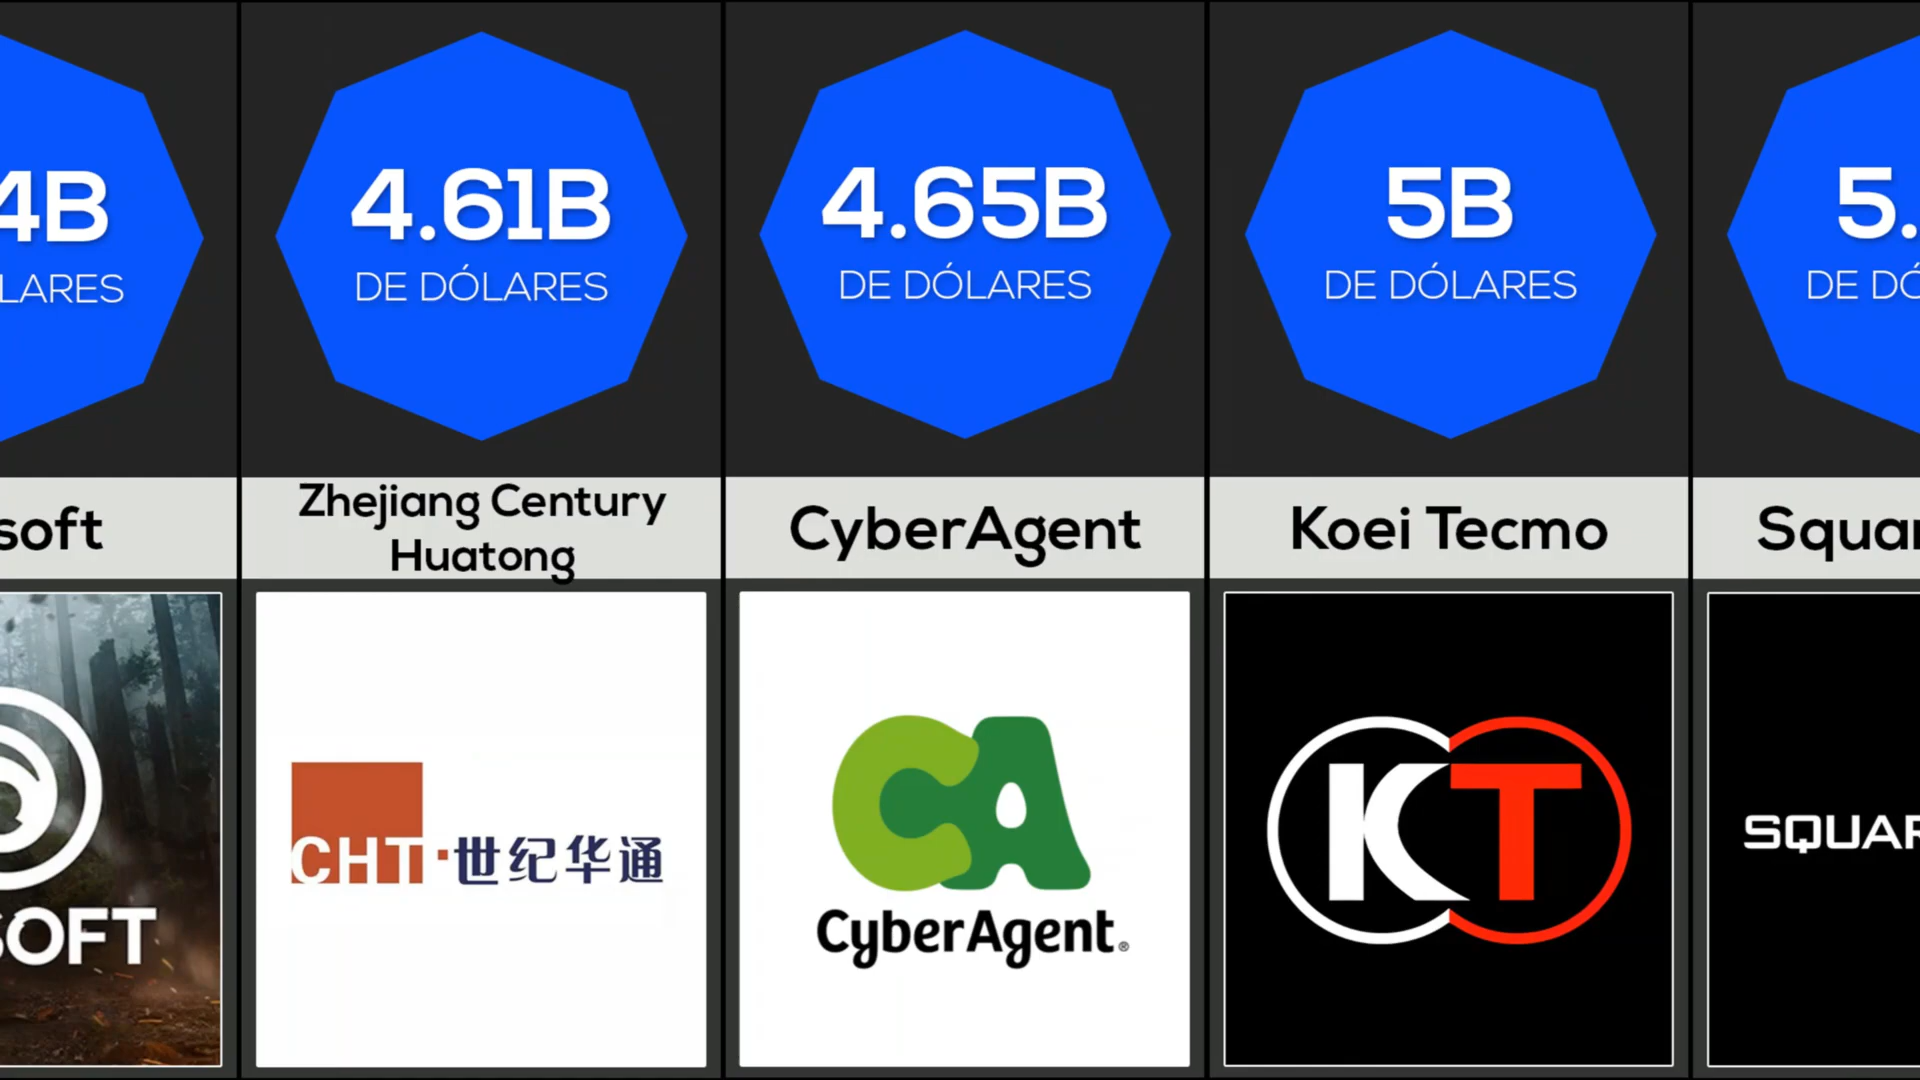 4B
LARES
soft
SOFT
4.61B
DE DÓLARES
Zhejiang Century
Huatong
CHT·世纪华通
4.65B
DE DÓLARES
CyberAgent
CA
CyberAgent®
5B
DE DÓLARES
Koei Tecmo
KT
5.
DE DÓ
Squar
SQUAR